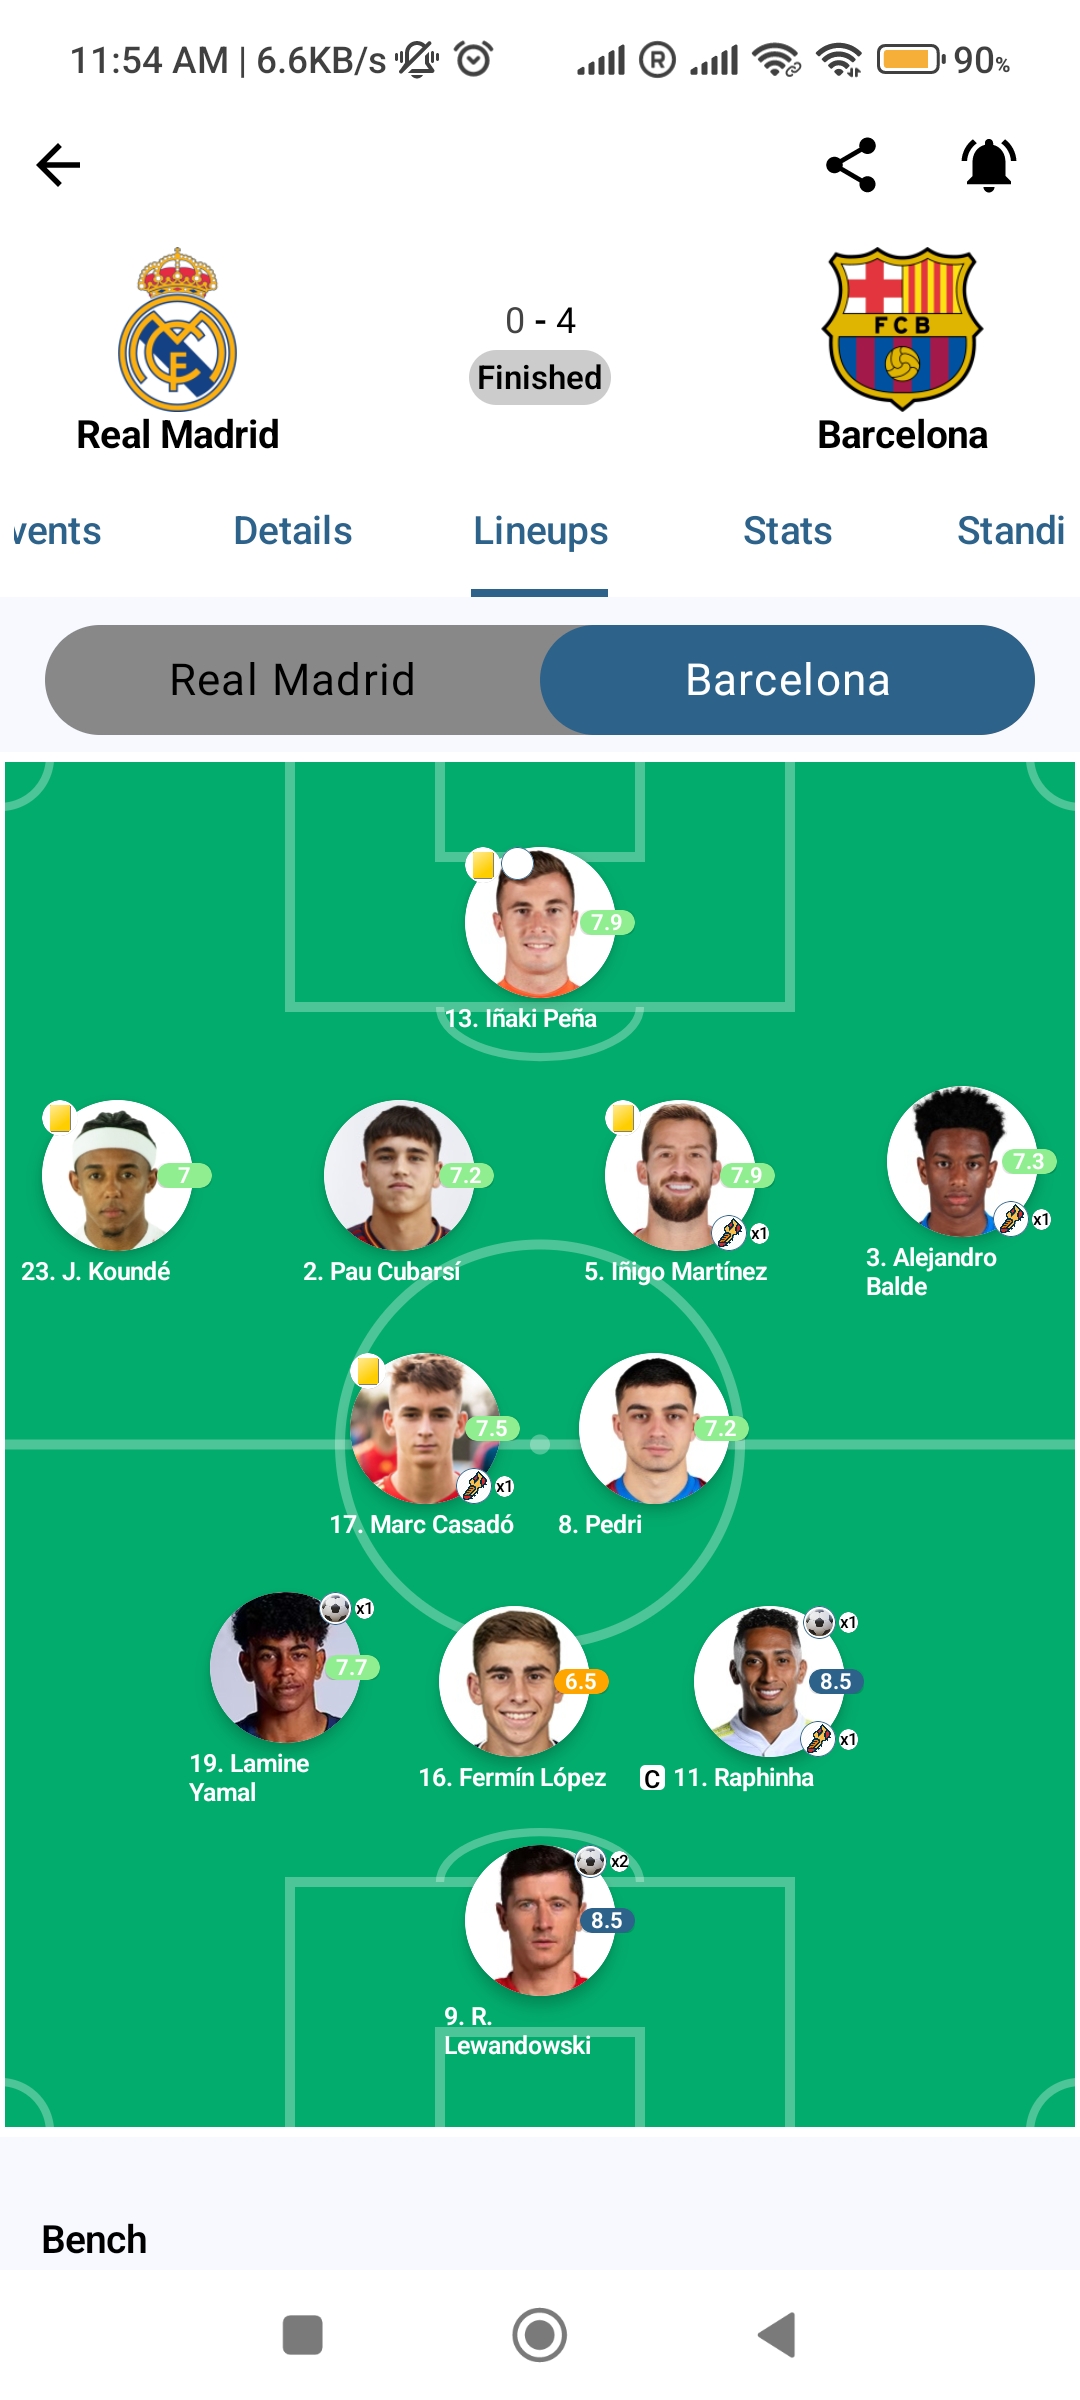 11:54 AM | 6.6KB/s
R
90%
FCB
0 - 4
Finished
Real Madrid
Barcelona
vents
Details
Lineups
Stats
Standi
Real Madrid
Barcelona
7.9
13. Iñaki Peña
7
23. J. Koundé
7.2
2. Pau Cubarsí
7.9
x1
5. Iñigo Martínez
7.3
x1
3. Alejandro
Balde
7.5
x1
17. Marc Casadó
7.2
8. Pedri
x1
7.7
19. Lamine
Yamal
6.5
16. Fermín López
x1
8.5
x1
C 11. Raphinha
x2
8.5
9. R.
Lewandowski
Bench